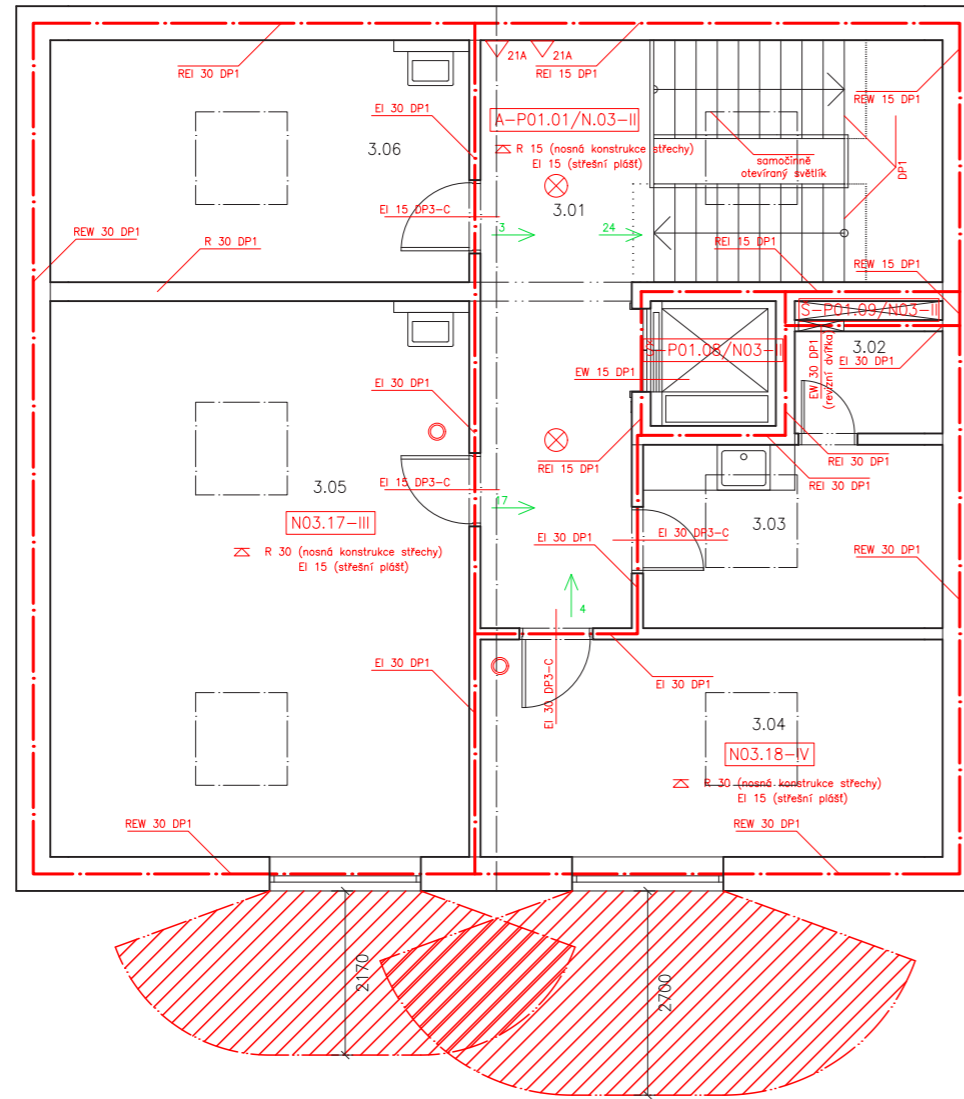 REI 30 DP1
21A
21A
REI 15 DP1
REW 15 DP1
EI 30 DP1
A-P01.01/N.03-II
3.06
R 15 (nosná konstrukce střechy)
EI 15 (střešní plášť)
samočinně
otevíraný světlík
DP1
3.01
EI 15 DP3-C
3
24
REW 30 DP1
R 30 DP1
REI 15 DP1
REW 15 DP1
S-P01.09/N03-II
S-P01.08/N03-II
3.02
EW 30 DP1
(revizní dvířka)
EI 30 DP1
EW 15 DP1
EI 30 DP1
REI 15 DP1
REI 30 DP1
REI 30 DP1
EI 15 DP3-C
3.05
17
N03.17-III
R 30 (nosná konstrukce střechy)
EI 15 (střešní plášť)
3.03
EI 30 DP3-C
EI 30 DP1
REW 30 DP1
4
EI 30 DP1
EI 30 DP3-C
EI 30 DP1
3.04
N03.18-IV
R 30 (nosná konstrukce střechy)
EI 15 (střešní plášť)
REW 30 DP1
REW 30 DP1
2170
2700